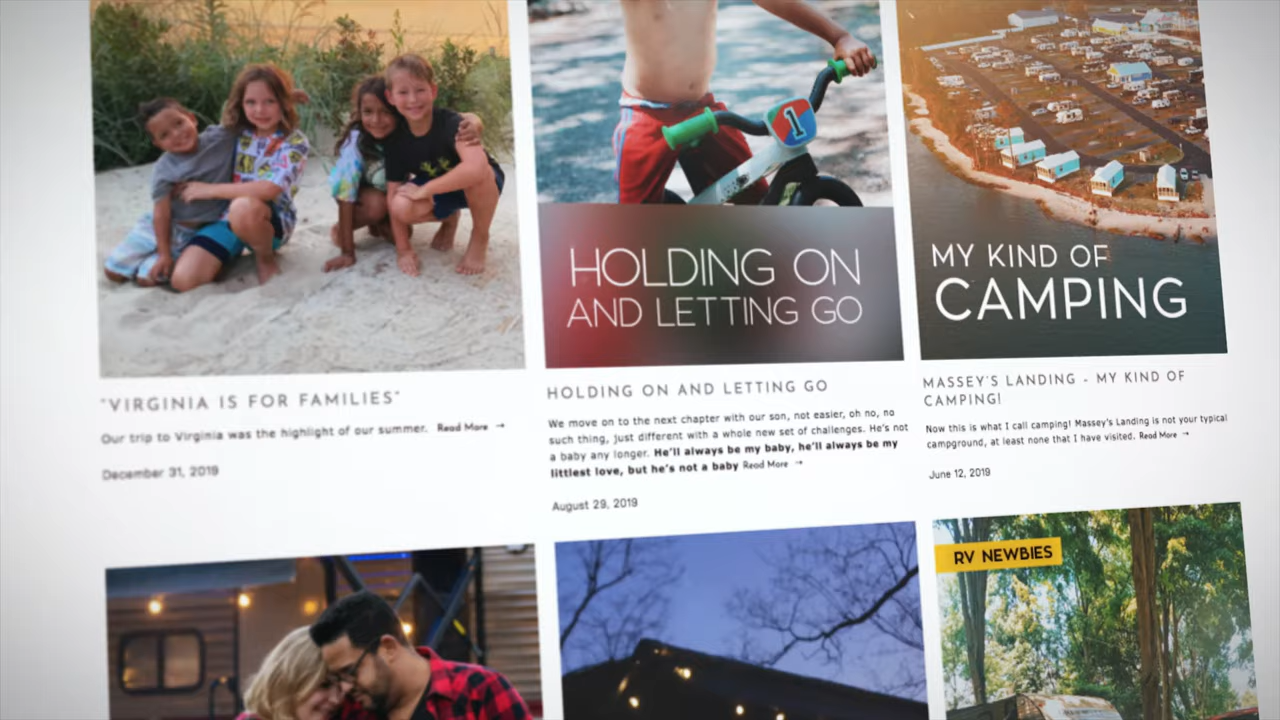 1
HOLDING ON
AND LETTING GO
MY KIND OF
CAMPING
"VIRGINIA IS FOR FAMILIES"
Our trip to Virginia was the highlight of our summer. Read More →
December 31, 2019
HOLDING ON AND LETTING GO
We move on to the next chapter with our son, not easier, oh no, no
such thing, just different with a whole new set of challenges. He's not
a baby any longer. He'll always be my baby, he'll always be my
littlest love, but he's not a baby Read More →
August 29, 2019
MASSEY'S LANDING - MY KIND OF
CAMPING!
Now this is what I call camping! Massey's Landing is not your typical
campground, at least none that I have visited. Read More →
June 12, 2019
RV NEWBIES